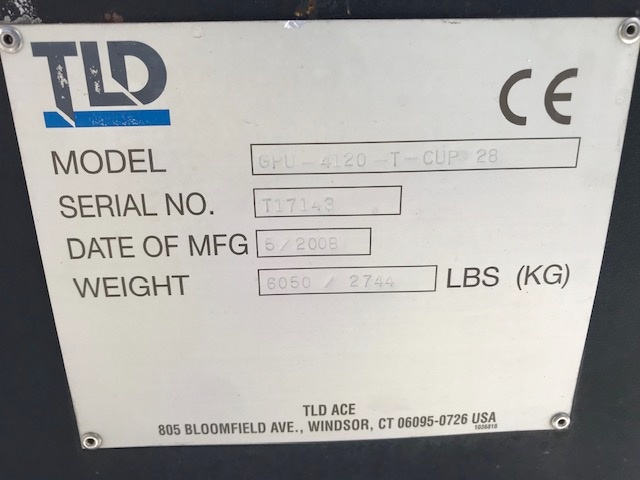 TLD
CE
MODEL GPU-4120-T-CUP 28
SERIAL NO. T17143
DATE OF MFG 5/2008
WEIGHT 6050 / 2744 LBS (KG)
TLD ACE
805 BLOOMFIELD AVE., WINDSOR, CT 06095-0726 USA